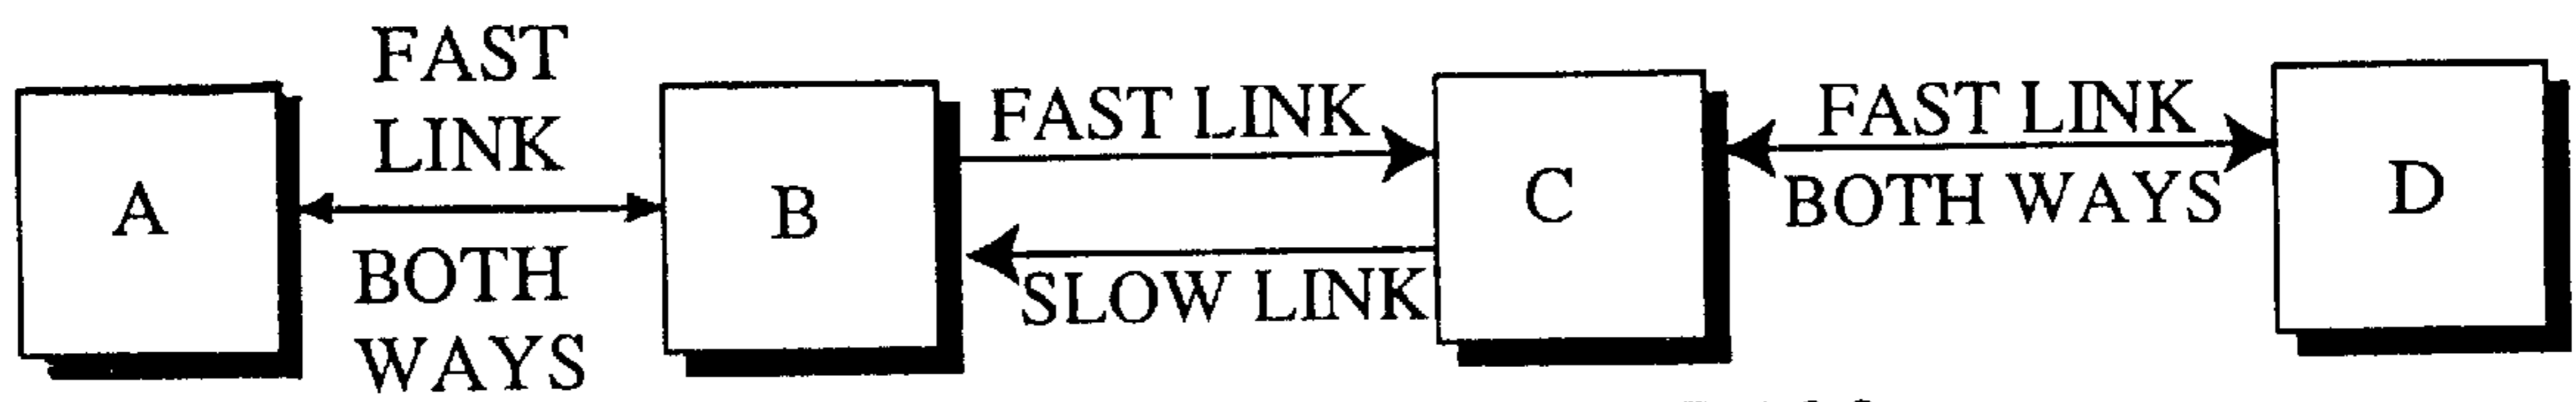 A
FAST
LINK
BOTH
WAYS
B
FAST LINK
SLOW LINK
C
FAST LINK
BOTH WAYS
D